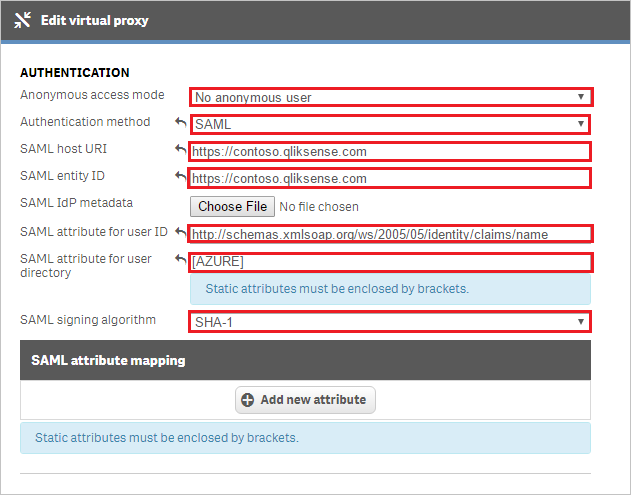 Edit virtual proxy
AUTHENTICATION
Anonymous access mode No anonymous user
Authentication method SAML
SAML host URI https://contoso.qliksense.com
SAML entity ID https://contoso.qliksense.com
SAML IdP metadata Choose File No file chosen
SAML attribute for user ID http://schemas.xmlsoap.org/ws/2005/05/identity/claims/name
SAML attribute for user [AZURE]
directory
Static attributes must be enclosed by brackets.
SAML signing algorithm SHA-1
SAML attribute mapping
Add new attribute
Static attributes must be enclosed by brackets.